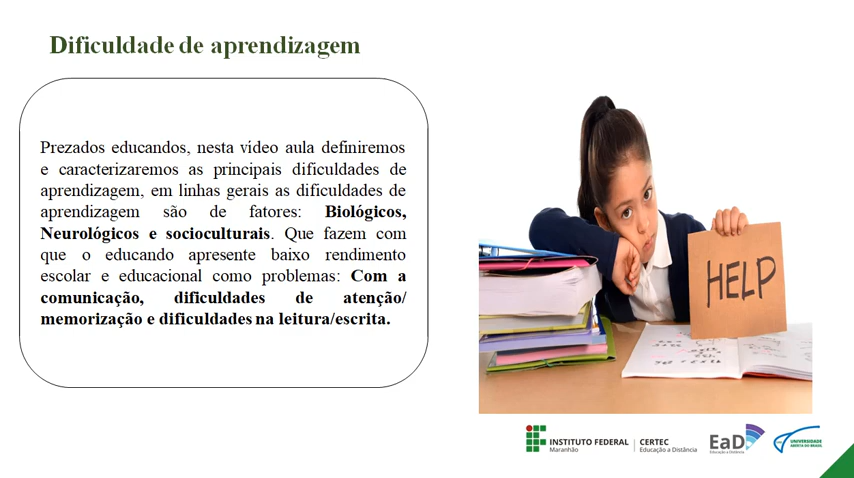 Dificuldade de aprendizagem
Prezados educandos, nesta vídeo aula definiremos
e caracterizaremos as principais dificuldades de
aprendizagem, em linhas gerais as dificuldades de
aprendizagem são de fatores: Biológicos,
Neurológicos e socioculturais. Que fazem com
que o educando apresente baixo rendimento
escolar e educacional como problemas: Com a
comunicação, dificuldades de atenção/
memorização e dificuldades na leitura/escrita.
HELP
INSTITUTO FEDERAL
Maranhão
CERTEC
Educação a Distância
EaD
Educação a Distância
UNIVERSIDADE
ABERTA DO BRASIL